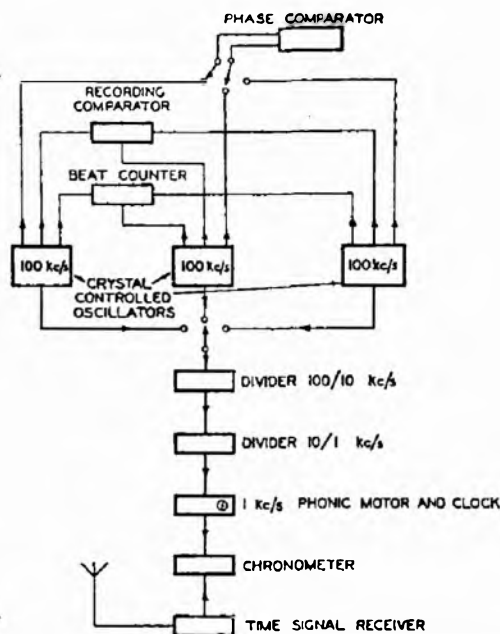 PHASE COMPARATOR
RECORDING
COMPARATOR
BEAT COUNTER
100 Kc/s
100 Kc/s
100 Kc/s
CRYSTAL
CONTROLLED
OSCILLATORS
DIVIDER 100/10 Kc/s
DIVIDER 10/1 Kc/s
1 Kc/s PHONIC MOTOR AND CLOCK
CHRONOMETER
TIME SIGNAL RECEIVER